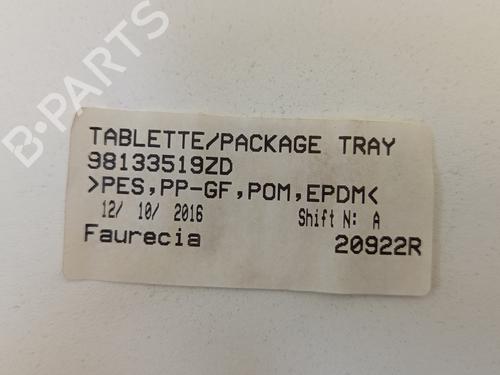 B-PARTS
TABLETTE/PACKAGE TRAY
98133519ZD
>PES,PP-GF,POM,EPDM<
12/ 10/ 2016 Shift N: A
Faurecia 20922R